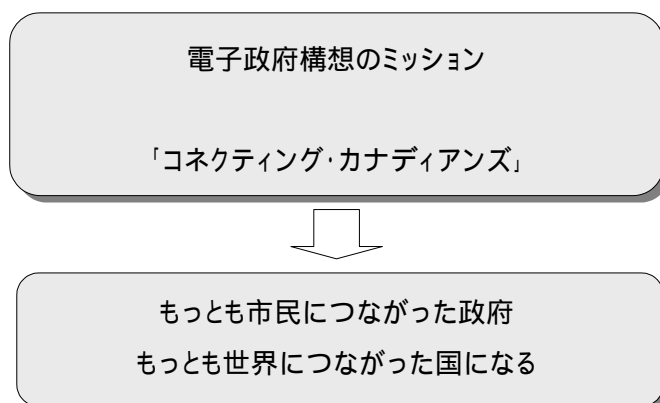 電子政府構想のミッション
「コネクティング・カナディアンズ」
もっとも市民につながった政府
もっとも世界につながった国になる